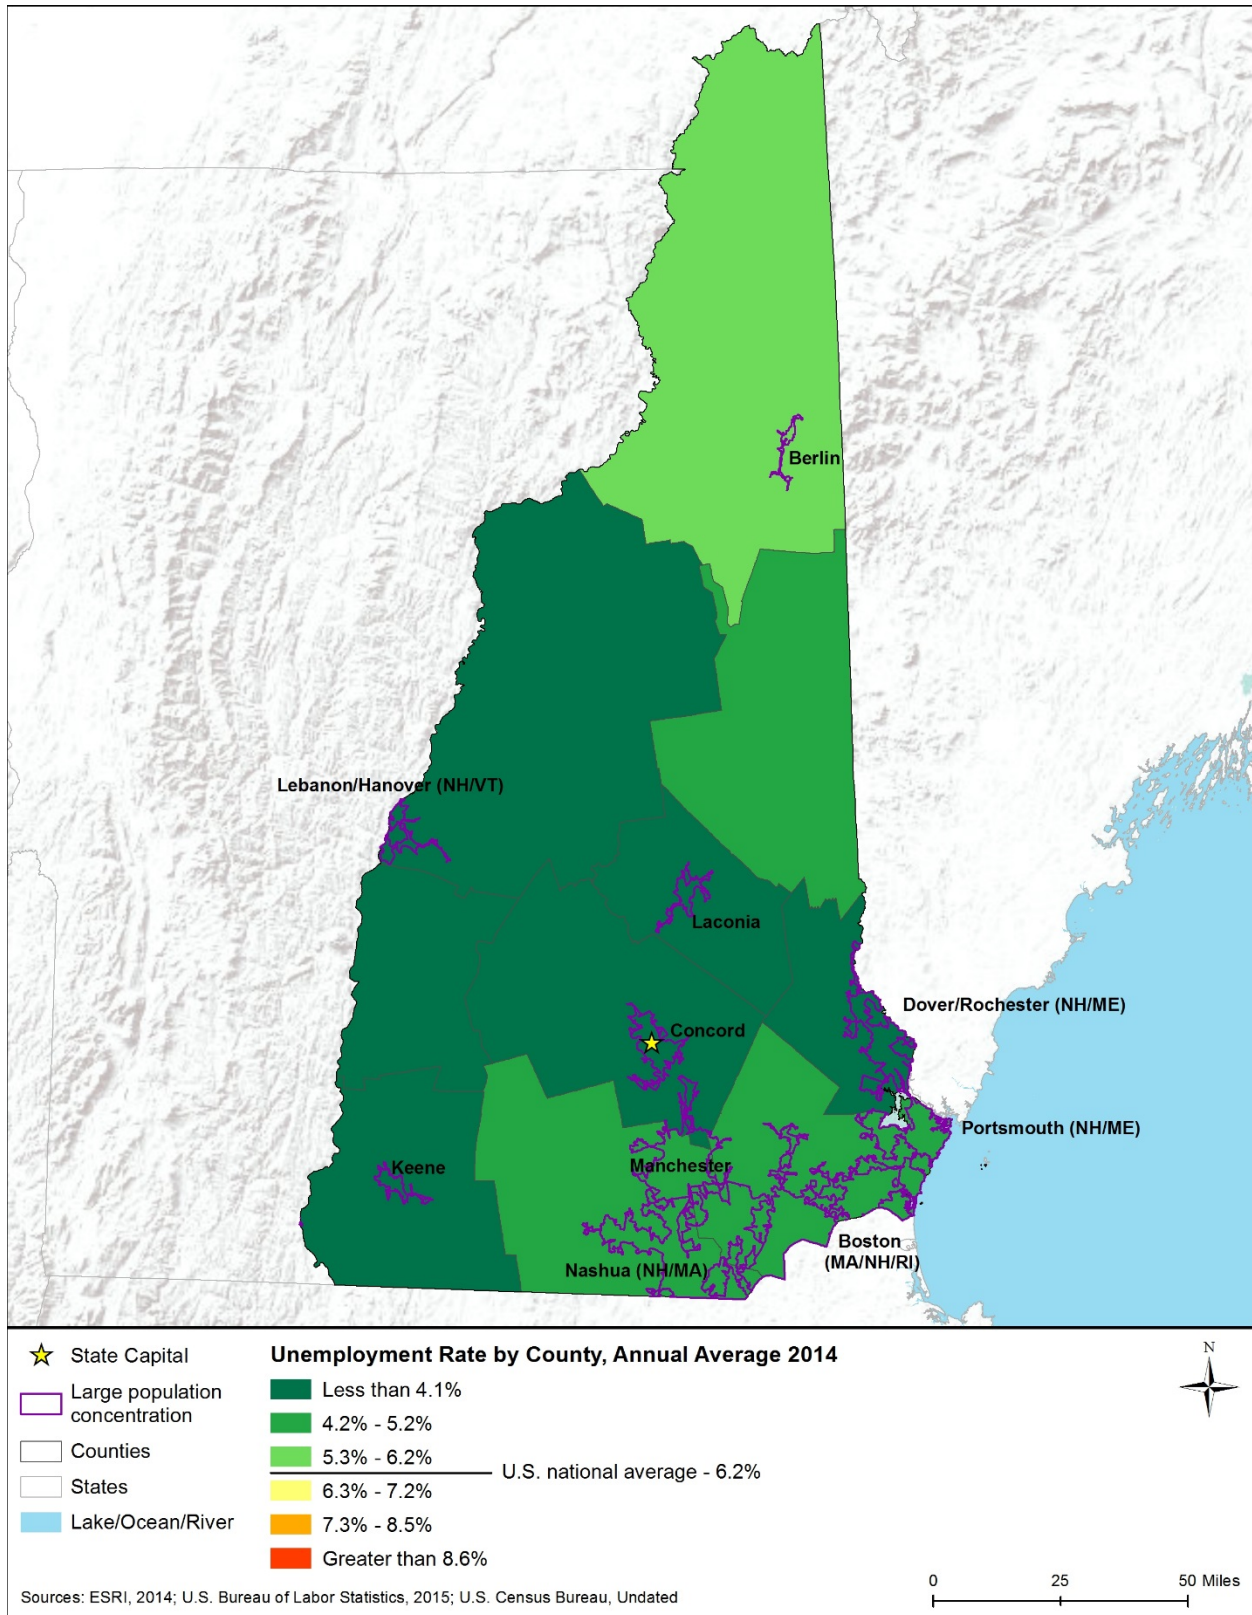 Berlin
Lebanon/Hanover (NH/VT)
Laconia
Dover/Rochester (NH/ME)
Concord
Portsmouth (NH/ME)
Keene
Manchester
Boston
(MA/NH/RI)
Nashua (NH/MA)
State Capital
Large population
concentration
Counties
States
Lake/Ocean/River
Unemployment Rate by County, Annual Average 2014
Less than 4.1%
4.2% - 5.2%
5.3% - 6.2%
U.S. national average - 6.2%
6.3% - 7.2%
7.3% - 8.5%
Greater than 8.6%
N
0 25 50 Miles
Sources: ESRI, 2014; U.S. Bureau of Labor Statistics, 2015; U.S. Census Bureau, Undated